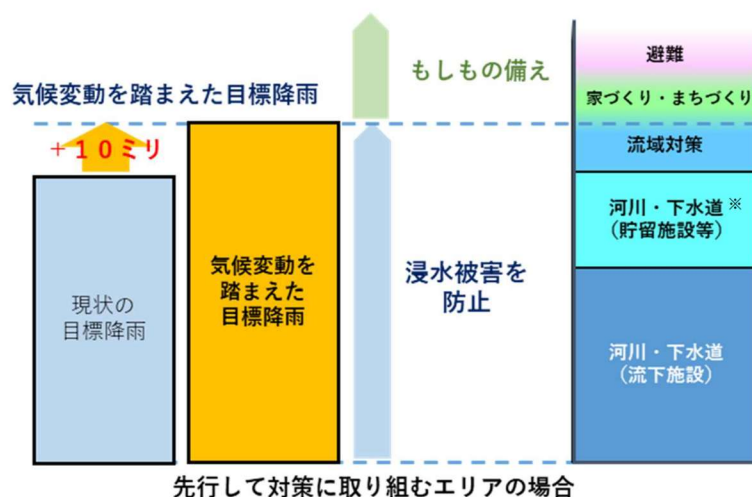 気候変動を踏まえた目標降雨
+10ミリ
現状の
目標降雨
気候変動を
踏まえた
目標降雨
もしもの備え
浸水被害を
防止
避難
家づくり・まちづくり
流域対策
河川・下水道※
(貯留施設等)
河川・下水道
(流下施設)
先行して対策に取り組むエリアの場合